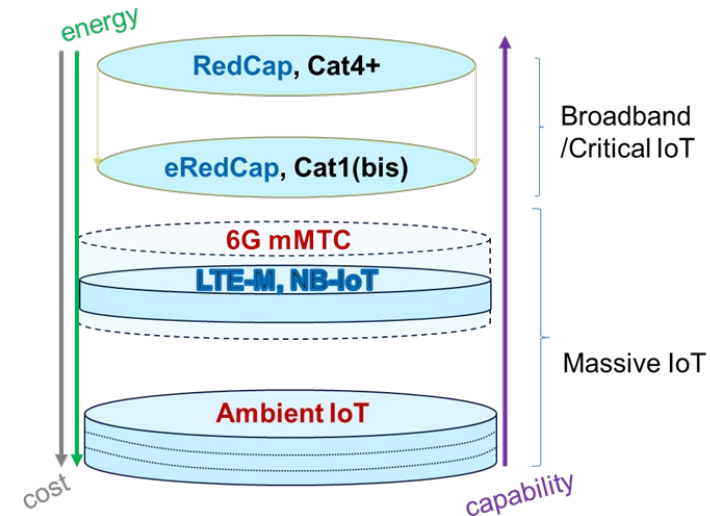 energy
RedCap, Cat4+
Broadband
/Critical IoT
eRedCap, Cat1(bis)
6G mMTC
LTE-M, NB-IoT
Massive IoT
Ambient IoT
cost
capability